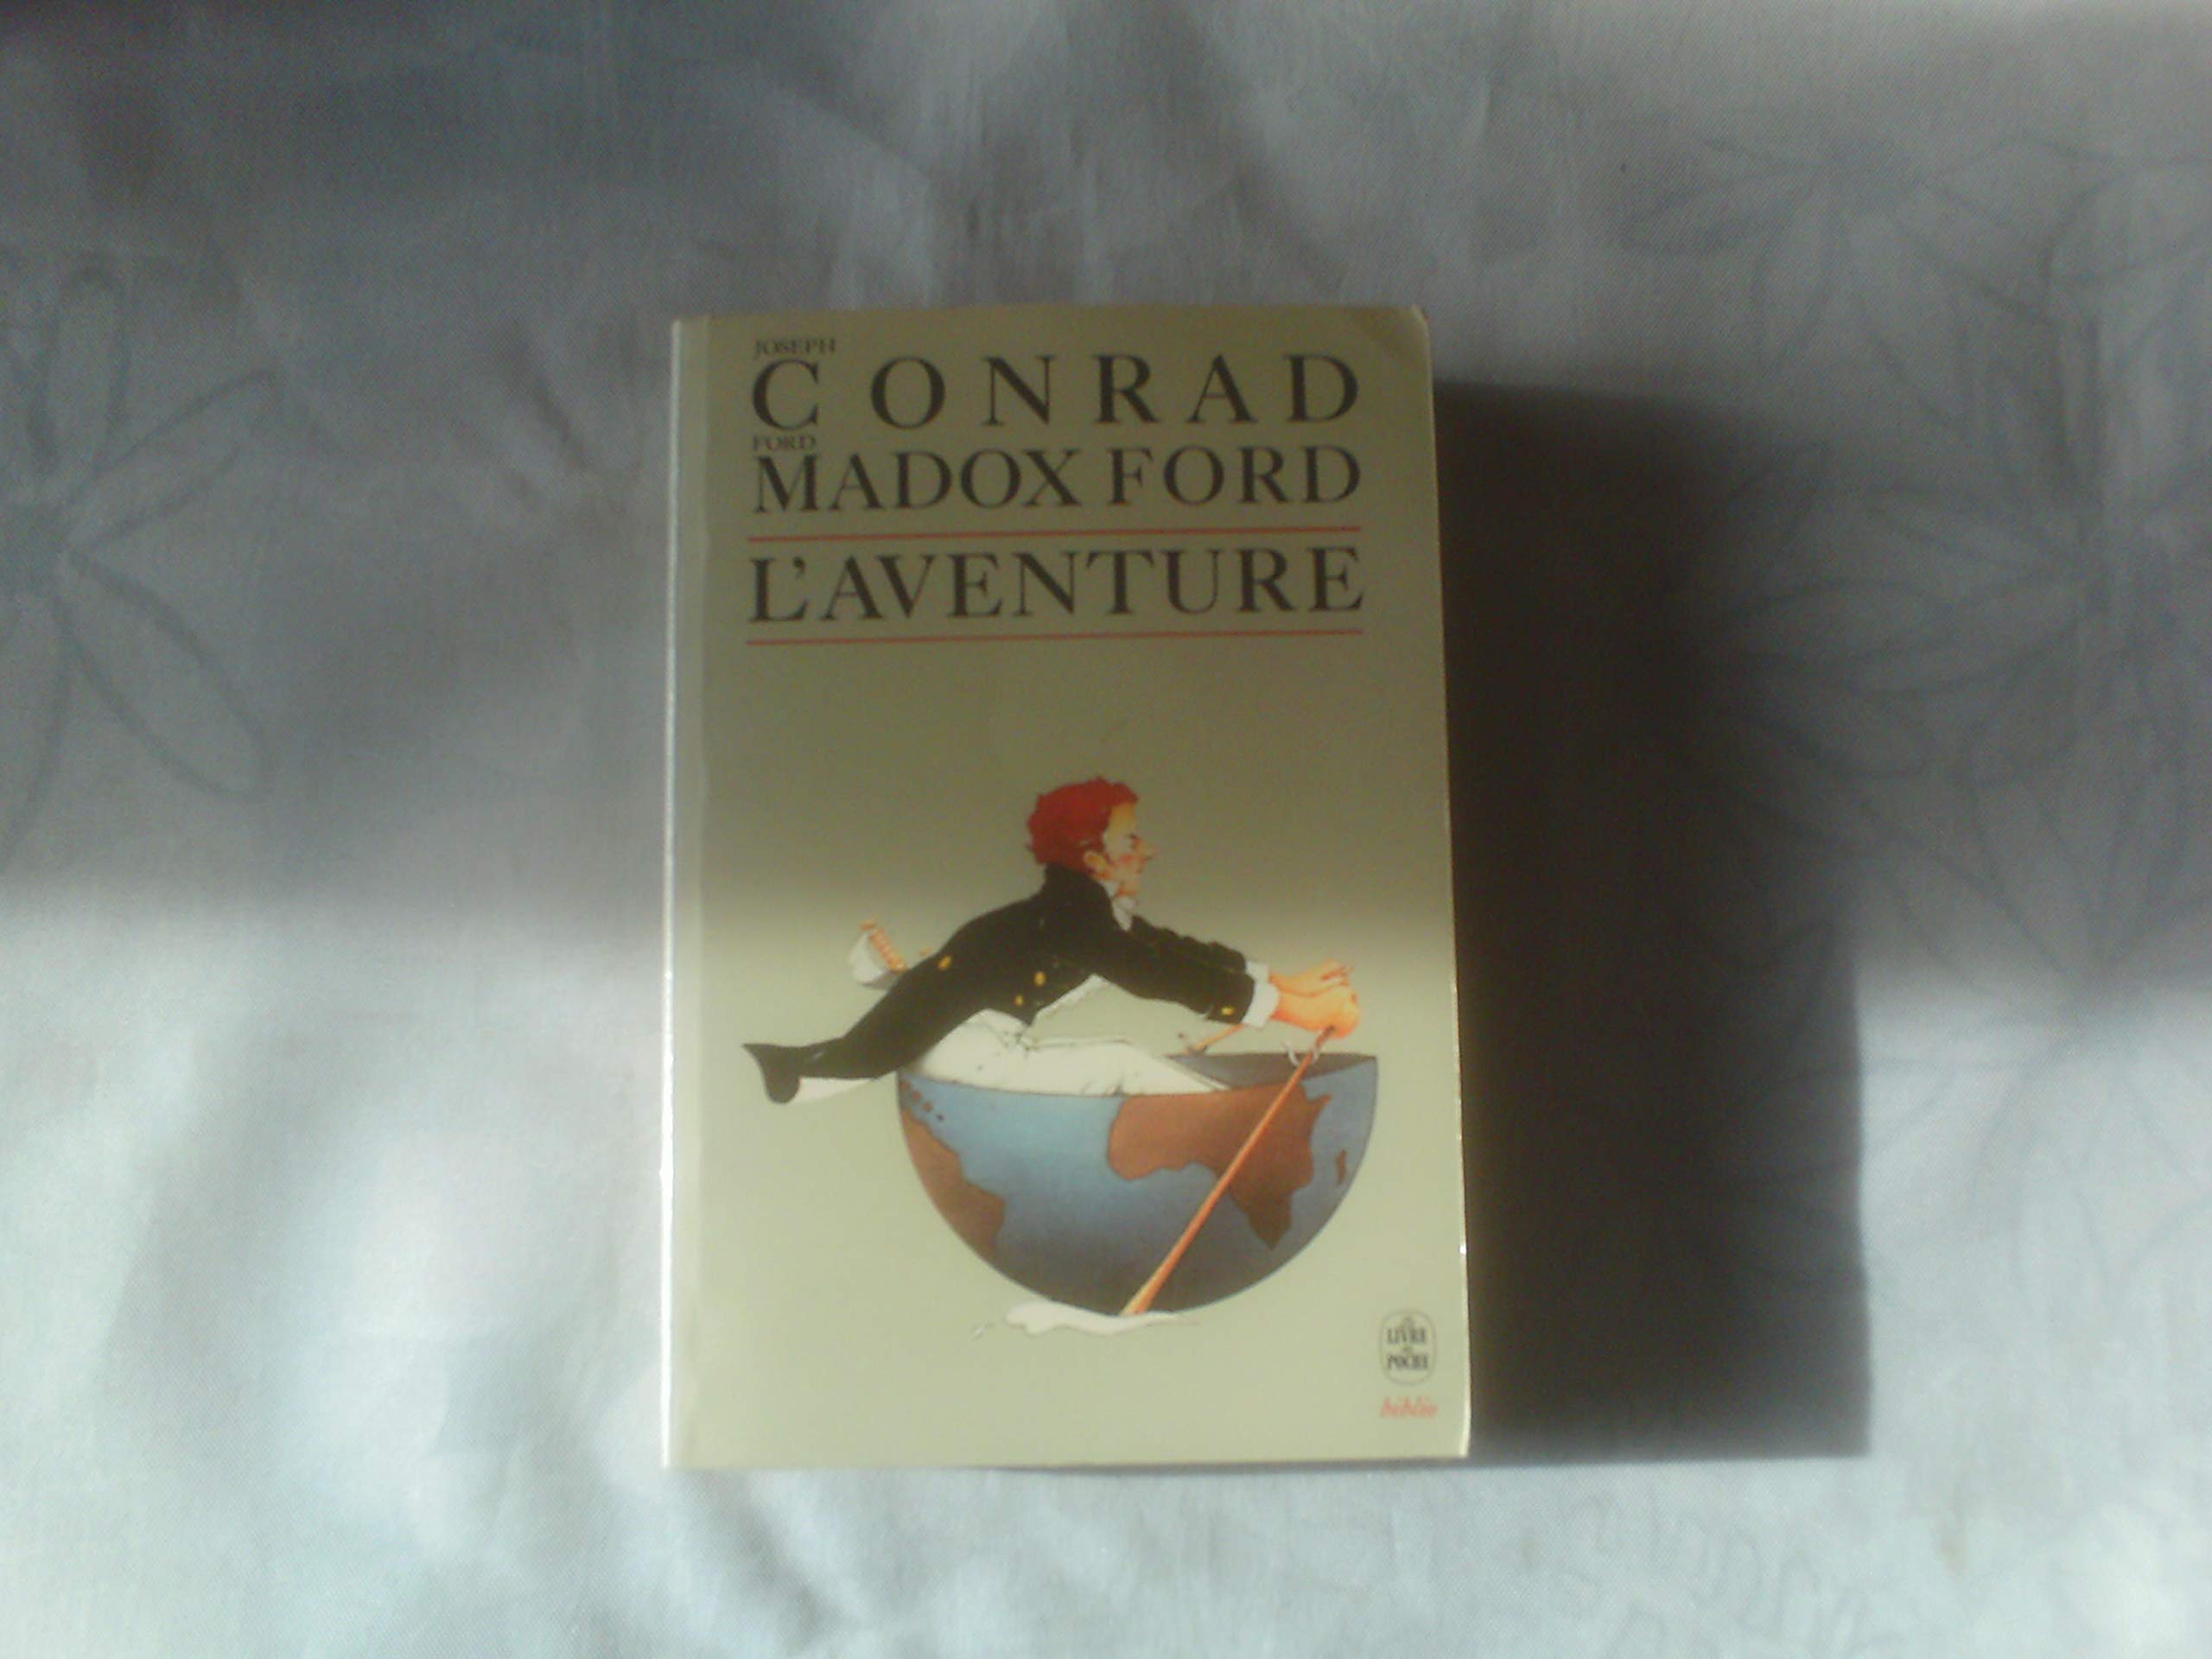 JOSEPH
CONRAD
FORD
MADOX FORD
L'AVENTURE
LE
LIVRE
DE
POCHE
biblio